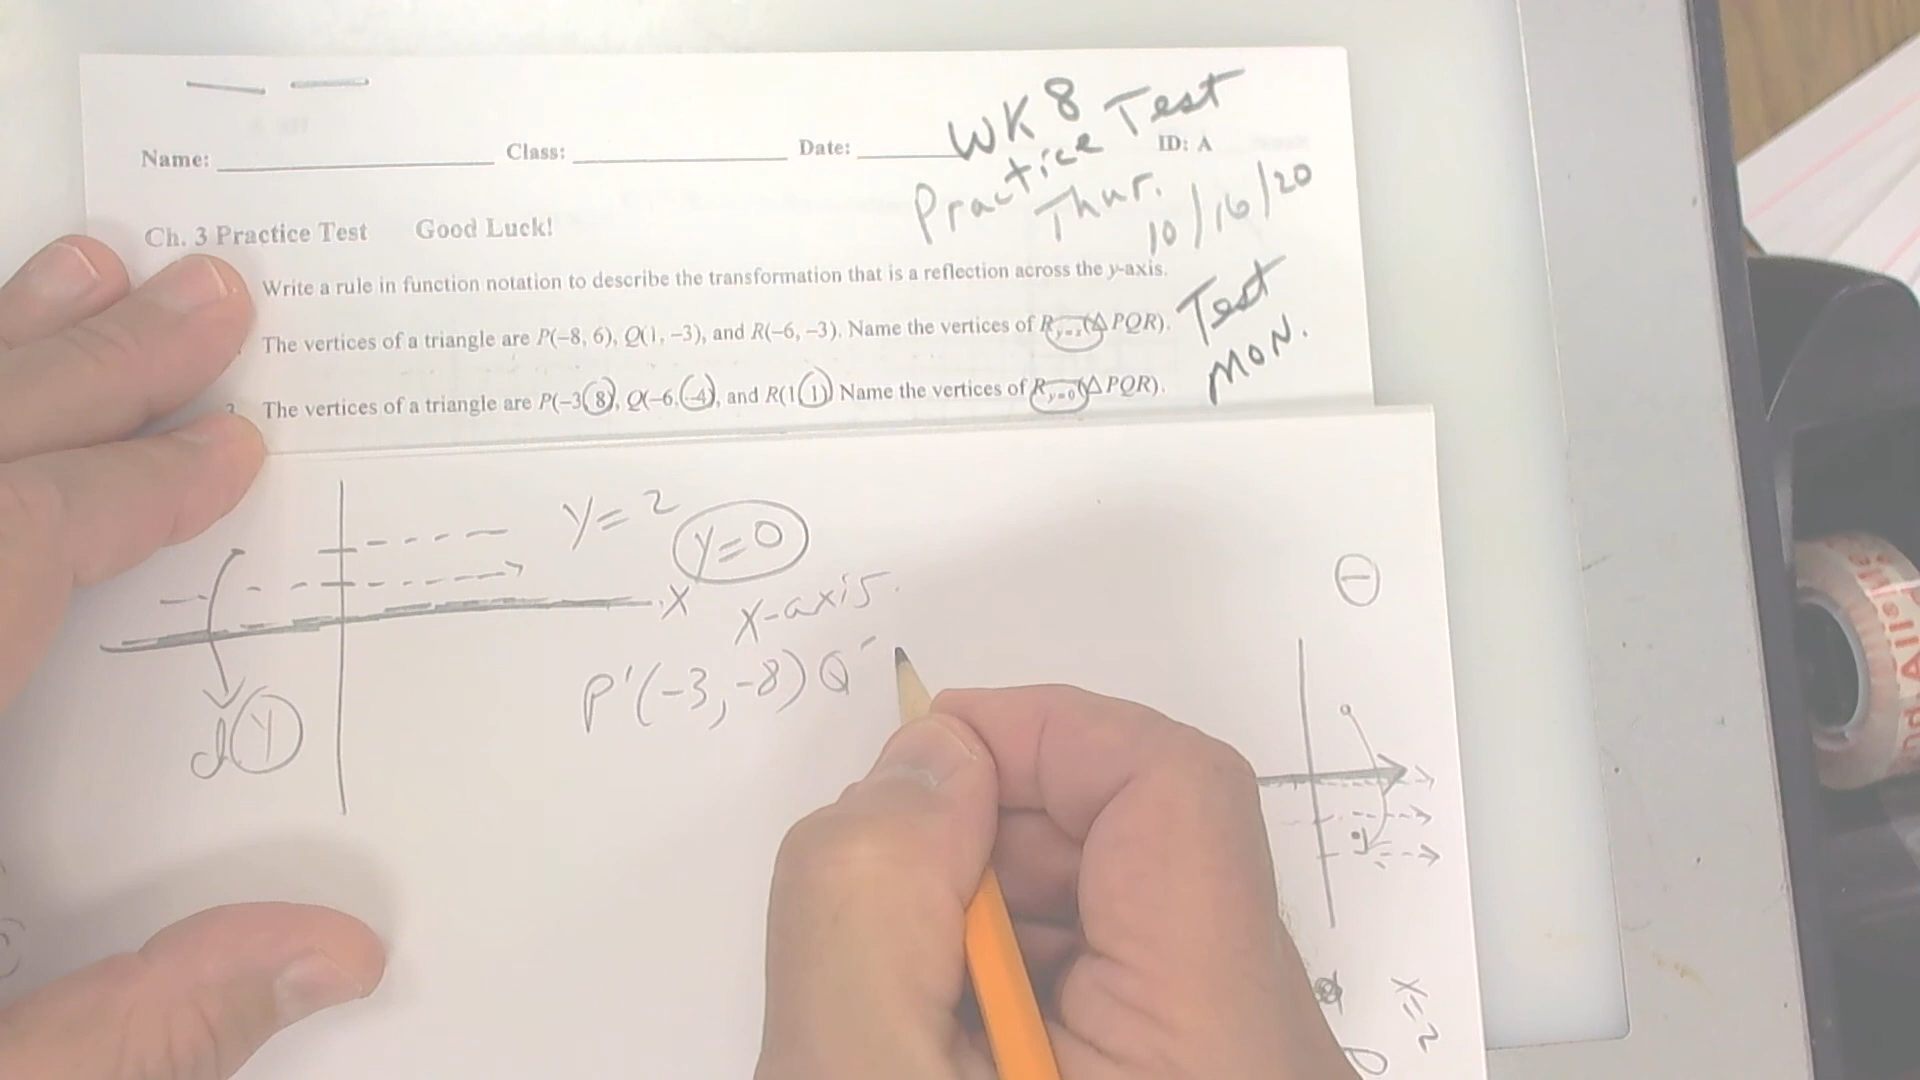 WK 8
Practice Test
Name: Class: Date: ID: A
Thur.
10/16/20
Ch. 3 Practice Test Good Luck!
Write a rule in function notation to describe the transformation that is a reflection across the y-axis.
Test
MON.
The vertices of a triangle are P(−8, 6), Q(1, −3), and R(−6, −3). Name the vertices of R y=x (△ PQR).
The vertices of a triangle are P(−3 8), Q(−6, −4), and R(1 1) Name the vertices of R y=0 (△ PQR).
y=2
y=0
x
x-axis.
P'(-3,-8) Q
y
x=2